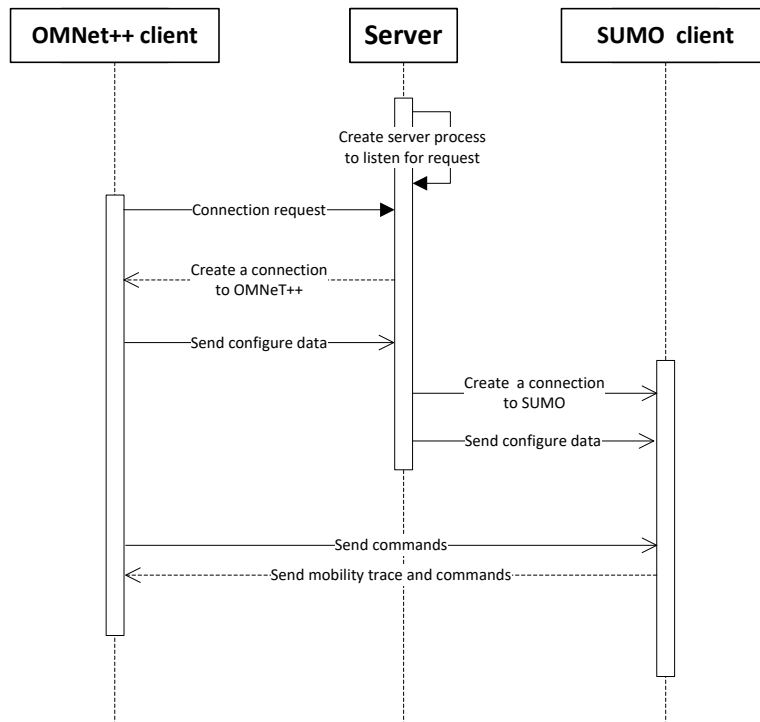 OMNet++ client
Server
SUMO client
Create server process
to listen for request
Connection request
Create a connection
to OMNeT++
Send configure data
Create a connection
to SUMO
Send configure data
Send commands
Send mobility trace and commands